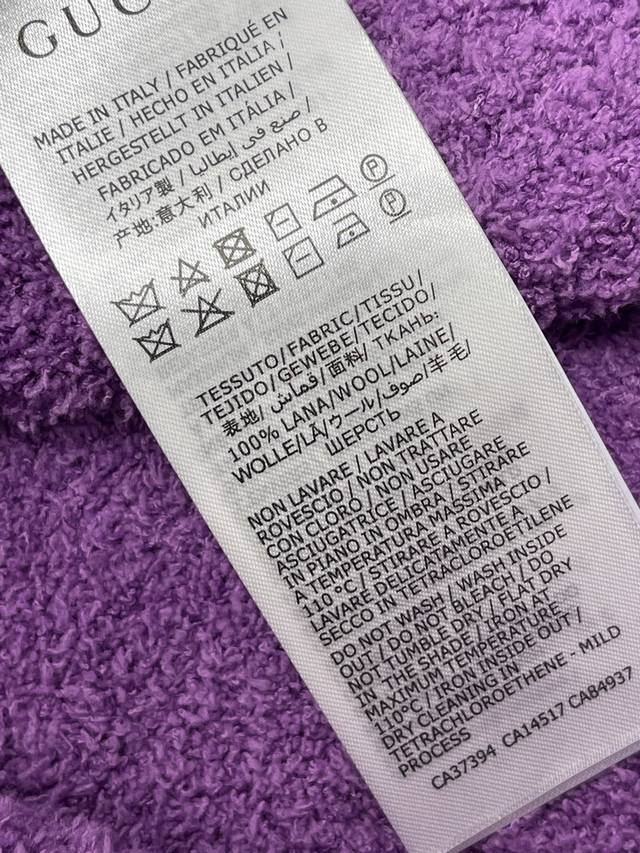 GUC
MADE IN ITALY / FABRIQUÉ EN
ITALIE / HECHO EN ITALIA /
HERGESTELLT IN ITALIEN /
FABRICADO EM ITÁLIA /
イタリア製 / صنع في إيطاليا /
产地:意大利 / СДЕЛАНО В
ИТАЛИИ
P
P
TESSUTO/FABRIC/TISSU/
TEJIDO/GEWEBE/TECIDO/
表地/ قماش/ 面料/ ТКАНЬ:
100% LANA/WOOL/LAINE/
WOLLE/LÃ/ウール/صوف/羊毛/
ШЕРСТЬ
NON LAVARE / LAVARE A
ROVESCIO / NON TRATTARE
CON CLORO / NON USARE
ASCIUGATRICE / ASCIUGARE
IN PIANO IN OMBRA / STIRARE
A TEMPERATURA MASSIMA
110°C / STIRARE A ROVESCIO /
LAVARE DELICATAMENTE A
SECCO IN TETRACLOROETILENE
DO NOT WASH / WASH INSIDE
OUT / DO NOT BLEACH / DO
NOT TUMBLE DRY / FLAT DRY
IN THE SHADE / IRON AT
MAXIMUM TEMPERATURE
110°C / IRON INSIDE OUT /
DRY CLEANING IN
TETRACHLOROETHENE - MILD
PROCESS
CA37394 CA14517 CA84937